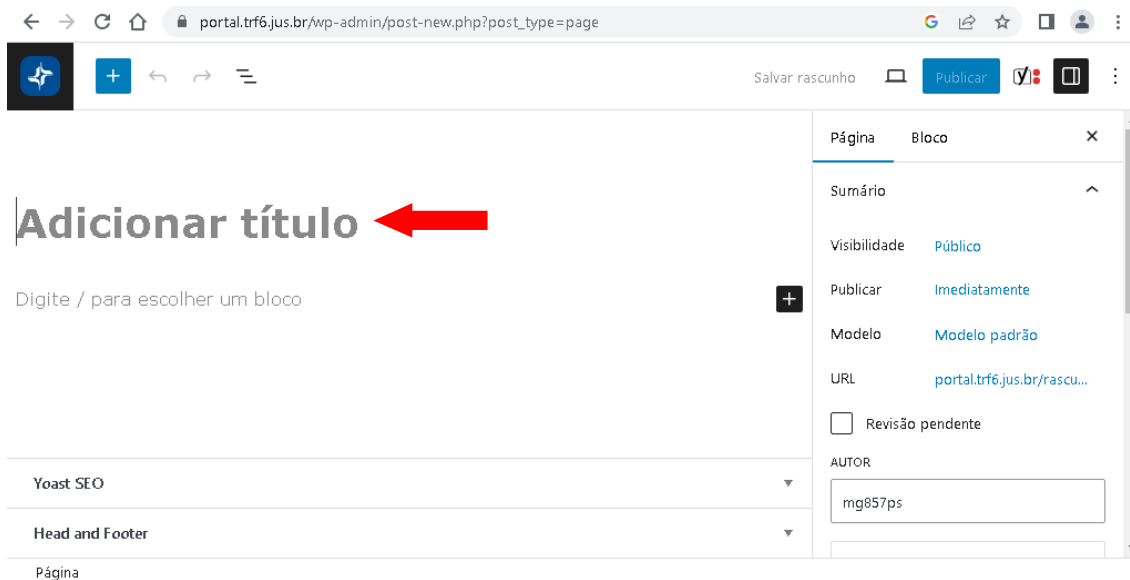 portal.trf6.jus.br/wp-admin/post-new.php?post_type=page
Salvar rascunho
Publicar
Página Bloco
Sumário
Adicionar título
Visibilidade Público
Digite / para escolher um bloco
Publicar Imediatamente
Modelo Modelo padrão
URL portal.trf6.jus.br/rascu...
Revisão pendente
AUTOR
mg857ps
Yoast SEO
Head and Footer
Página